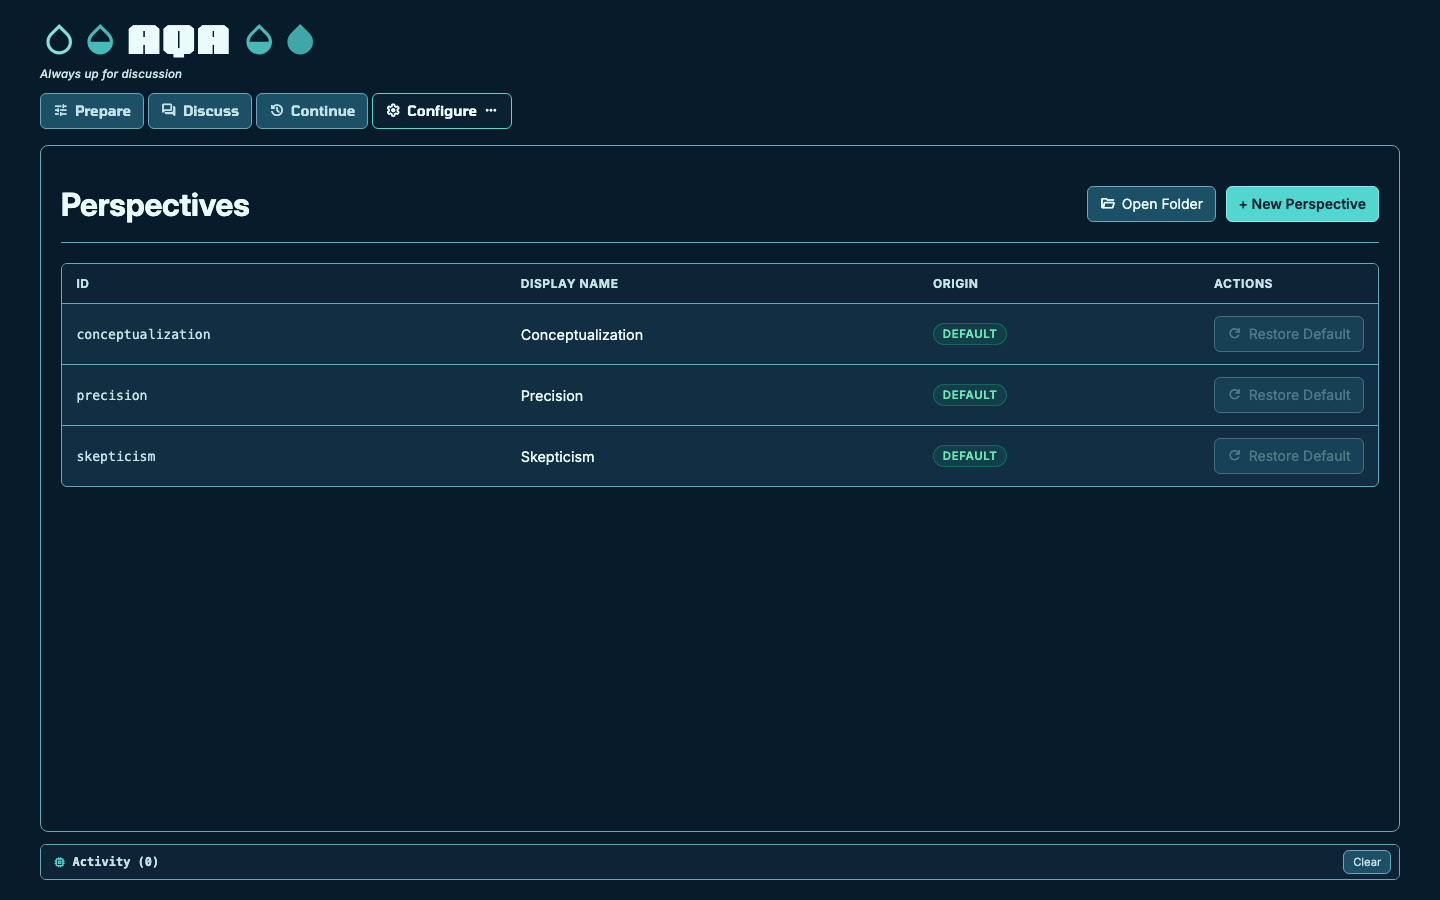 AQA
Always up for discussion
Prepare Discuss Continue Configure ···
Perspectives
Open Folder + New Perspective
ID DISPLAY NAME ORIGIN ACTIONS
conceptualization Conceptualization DEFAULT Restore Default
precision Precision DEFAULT Restore Default
skepticism Skepticism DEFAULT Restore Default
Activity (0) Clear